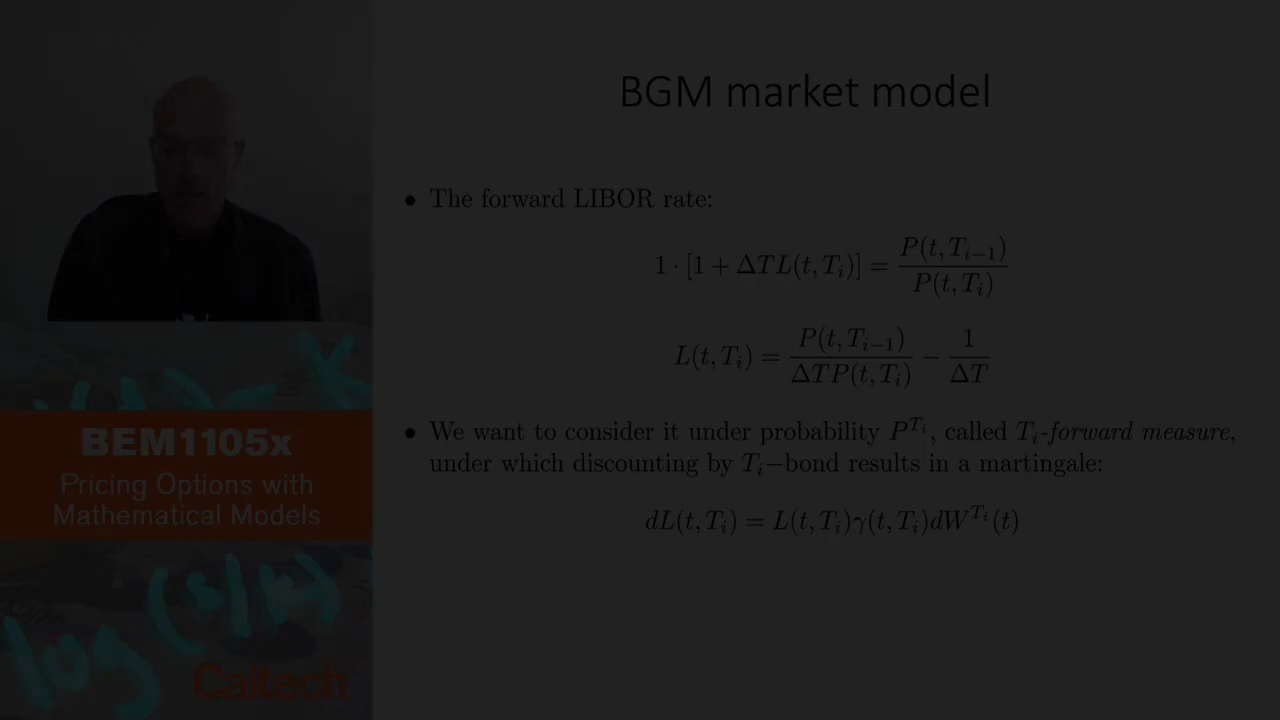 BGM market model
• The forward LIBOR rate:
1 · [1 + ΔTL(t, T_i)] = P(t, T_{i−1}) / P(t, T_i)
L(t, T_i) = P(t, T_{i−1}) / ΔTP(t, T_i) − 1 / ΔT
• We want to consider it under probability P^{T_i}, called T_i-forward measure,
under which discounting by T_i−bond results in a martingale:
dL(t, T_i) = L(t, T_i)γ(t, T_i)dW^{T_i}(t)
BEM1105x
Pricing Options with
Mathematical Models
log
Caltech